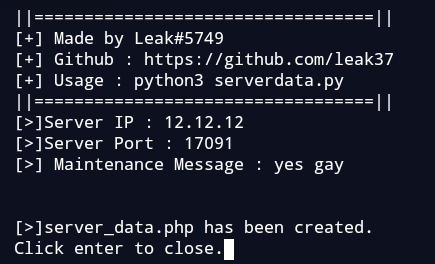 ||==================================||
[+] Made by Leak#5749
[+] Github : https://github.com/leak37
[+] Usage : python3 serverdata.py
||==================================||
[>]Server IP : 12.12.12
[>]Server Port : 17091
[>] Maintenance Message : yes gay
[>]server_data.php has been created.
Click enter to close.